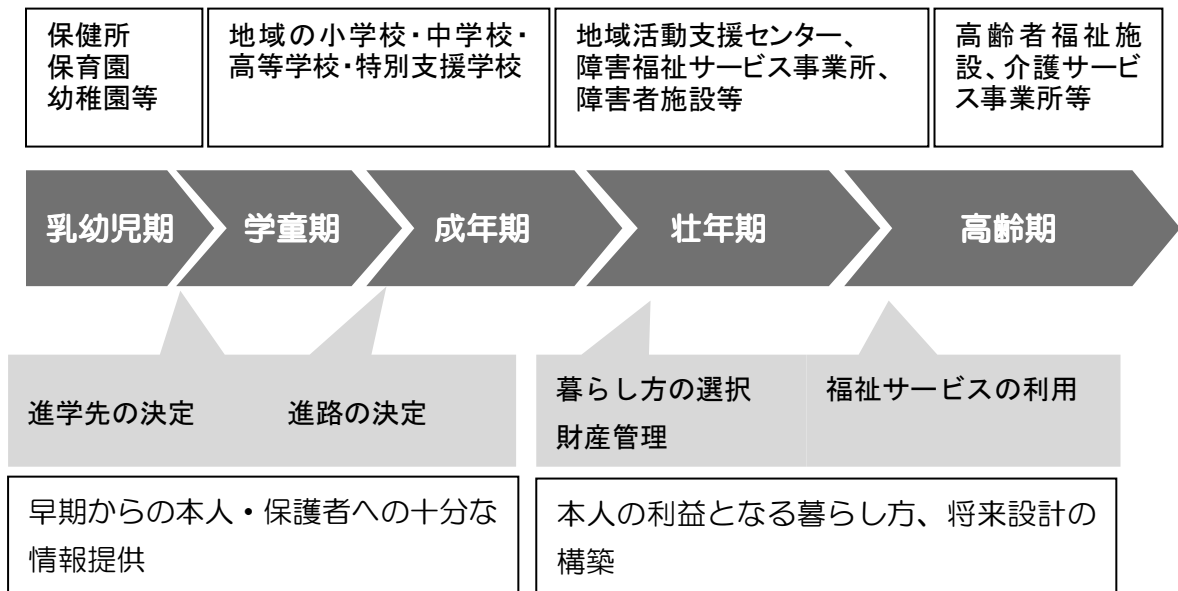 保健所
保育園
幼稚園等
地域の小学校・中学校・
高等学校・特別支援学校
地域活動支援センター、
障害福祉サービス事業所、
障害者施設等
高齢者福祉施
設、介護サービ
ス事業所等
乳幼児期
学童期
成年期
壮年期
高齢期
進学先の決定
進路の決定
暮らし方の選択
財産管理
福祉サービスの利用
早期からの本人・保護者への十分な
情報提供
本人の利益となる暮らし方、将来設計の
構築